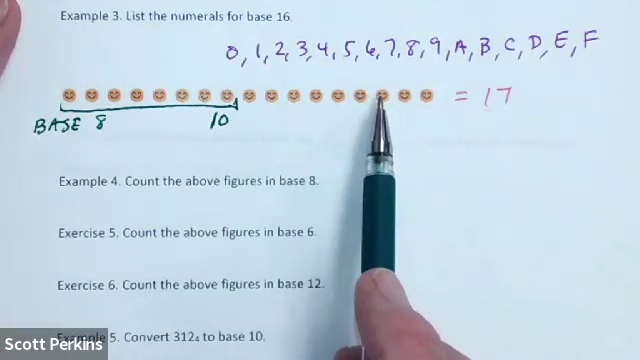 Example 3. List the numerals for base 16.
0, 1, 2, 3, 4, 5, 6, 7, 8, 9, A, B, C, D, E, F
= 17
BASE 8 10
Example 4. Count the above figures in base 8.
Exercise 5. Count the above figures in base 6.
Exercise 6. Count the above figures in base 12.
5. Convert 312₄ to base 10.
Scott Perkins